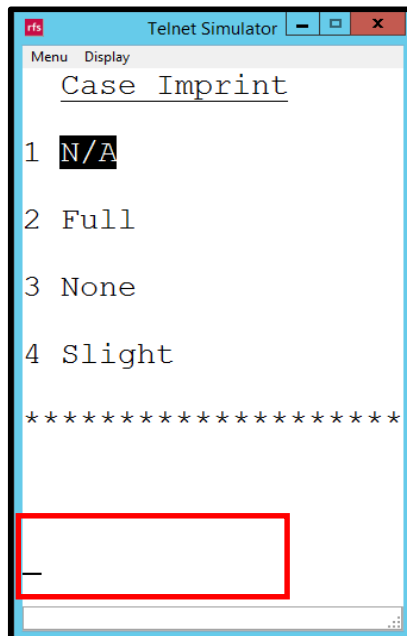 rfs Telnet Simulator
Menu Display
Case Imprint
1 N/A
2 Full
3 None
4 Slight
********************
_